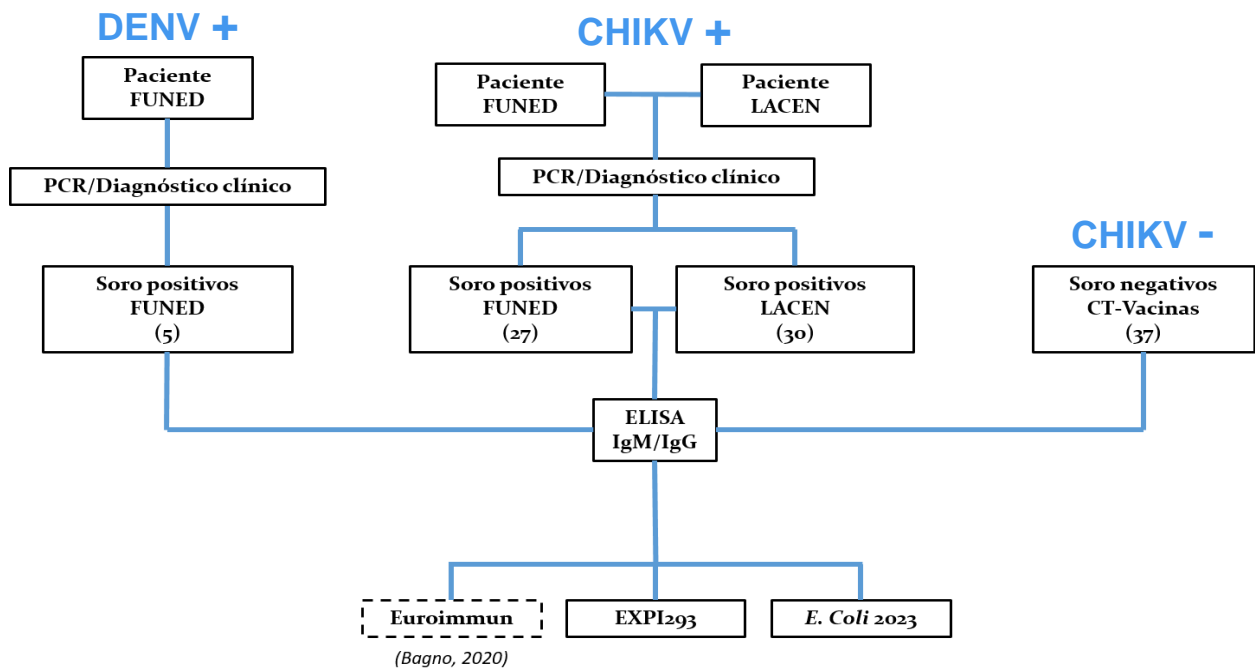 DENV +
CHIKV +
Paciente
FUNED
Paciente
FUNED
Paciente
LACEN
PCR/Diagnóstico clínico
PCR/Diagnóstico clínico
CHIKV -
Soro positivos
FUNED
(5)
Soro positivos
FUNED
(27)
Soro positivos
LACEN
(30)
Soro negativos
CT-Vacinas
(37)
ELISA
IgM/IgG
Euroimmun
EXPI293
E. Coli 2023
(Bagno, 2020)